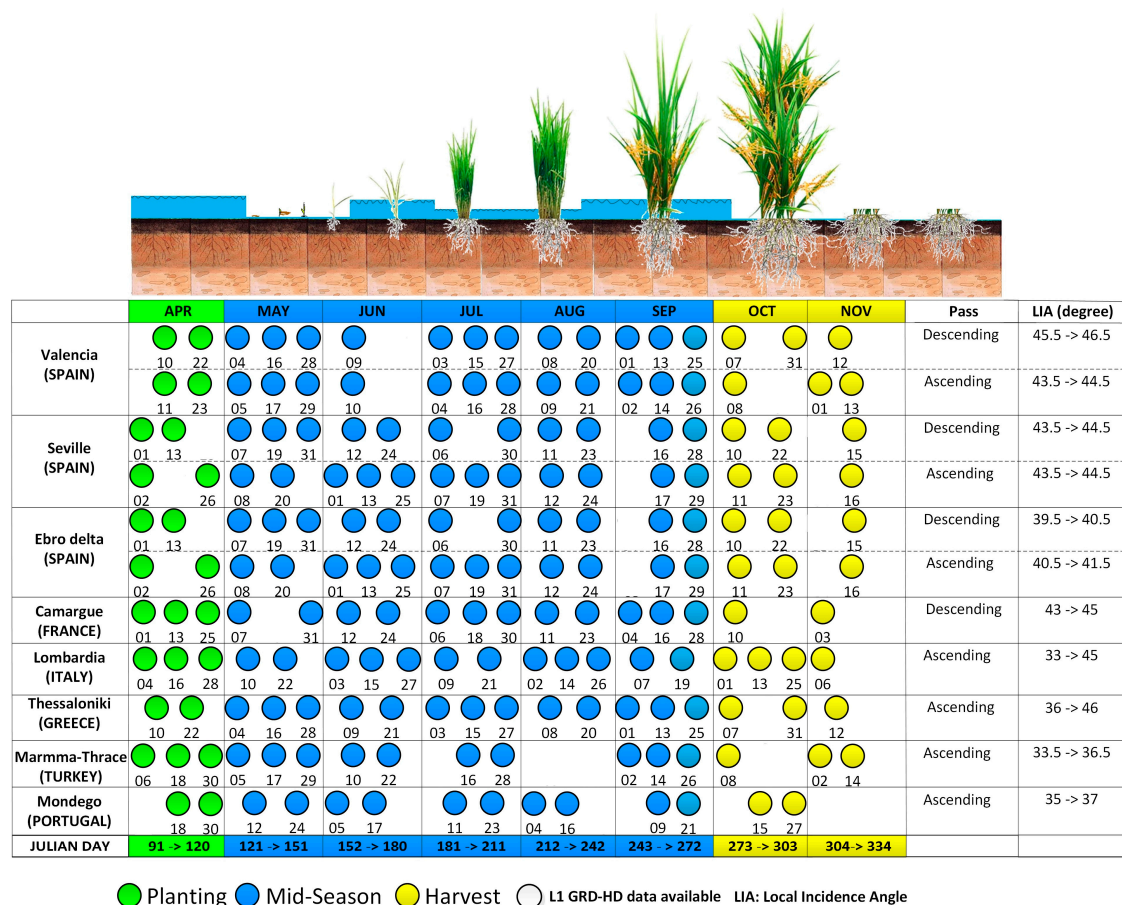 APR MAY JUN JUL AUG SEP OCT NOV Pass LIA (degree)
Valencia (SPAIN)
Descending 45.5 -> 46.5
10 22 04 16 28 09 03 15 27 08 20 01 13 25 07 31 12
Ascending 43.5 -> 44.5
11 23 05 17 29 10 04 16 28 09 21 02 14 26 08 01 13
Seville (SPAIN)
Descending 43.5 -> 44.5
01 13 07 19 31 12 24 06 30 11 23 16 28 10 22 15
Ascending 43.5 -> 44.5
02 26 08 20 01 13 25 07 19 31 12 24 17 29 11 23 16
Ebro delta (SPAIN)
Descending 39.5 -> 40.5
01 13 07 19 31 12 24 06 30 11 23 16 28 10 22 15
Ascending 40.5 -> 41.5
02 26 08 20 01 13 25 07 19 31 12 24 17 29 11 23 16
Camargue (FRANCE)
Descending 43 -> 45
01 13 25 07 31 12 24 06 18 30 11 23 04 16 28 10 03
Lombardia (ITALY)
Ascending 33 -> 45
04 16 28 10 22 03 15 27 09 21 02 14 26 07 19 01 13 25 06
Thessaloniki (GREECE)
Ascending 36 -> 46
10 22 04 16 28 09 21 03 15 27 08 20 01 13 25 07 31 12
Marmma-Thrace (TURKEY)
Ascending 33.5 -> 36.5
06 18 30 05 17 29 10 22 16 28 02 14 26 08 02 14
Mondego (PORTUGAL)
Ascending 35 -> 37
18 30 12 24 05 17 11 23 04 16 09 21 15 27
JULIAN DAY 91 -> 120 121 -> 151 152 -> 180 181 -> 211 212 -> 242 243 -> 272 273 -> 303 304 -> 334
Planting Mid-Season Harvest L1 GRD-HD data available LIA: Local Incidence Angle